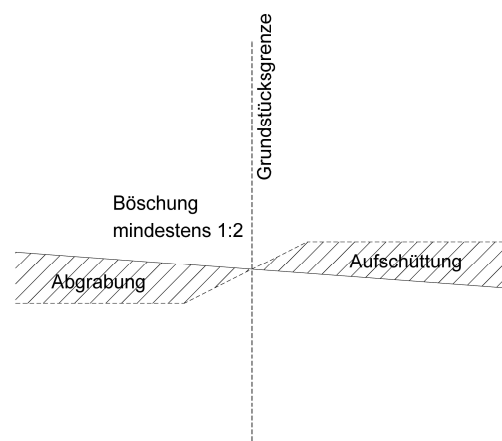 Grundstücksgrenze
Böschung
mindestens 1:2
Aufschüttung
Abgrabung